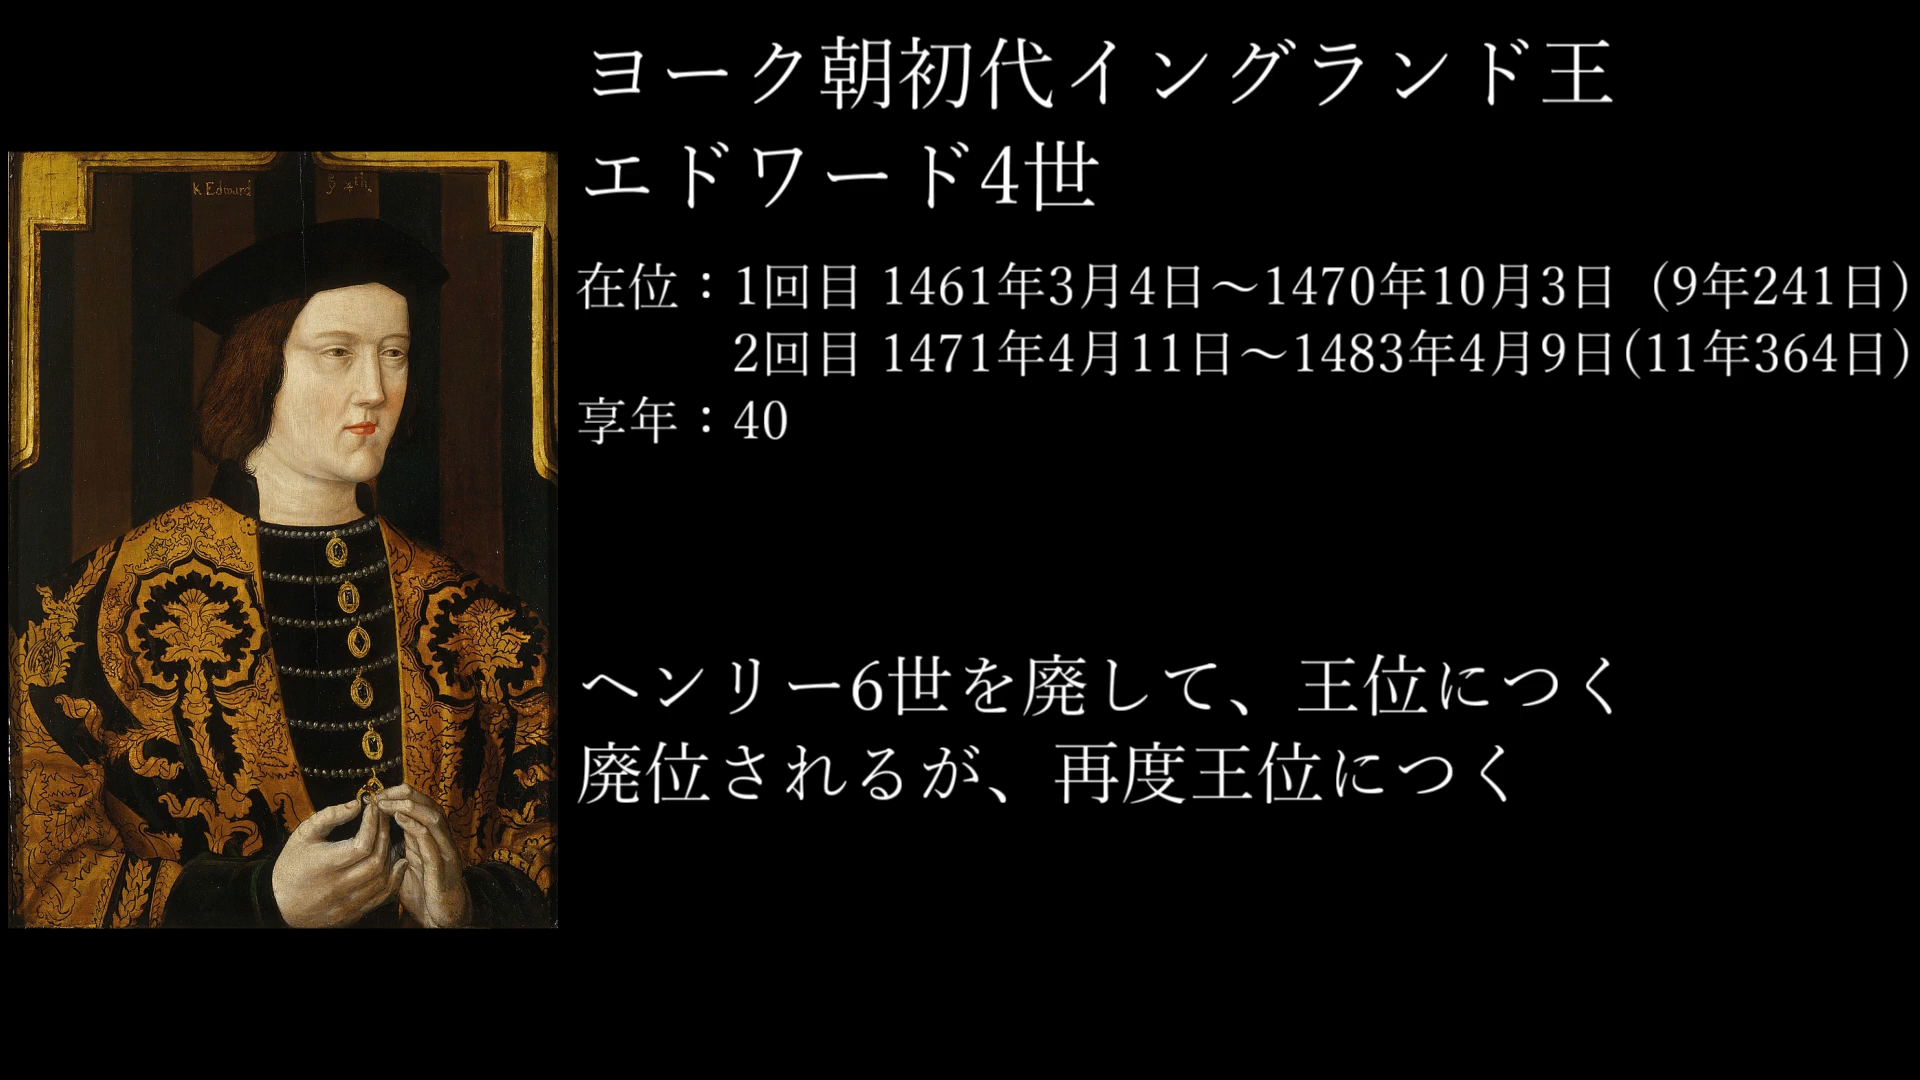 ヨーク朝初代イングランド王
エドワード4世
K Edward 5 4th.
在位：1回目 1461年3月4日～1470年10月3日（9年241日）
2回目 1471年4月11日～1483年4月9日(11年364日)
享年：40
ヘンリー6世を廃して、王位につく
廃位されるが、再度王位につく